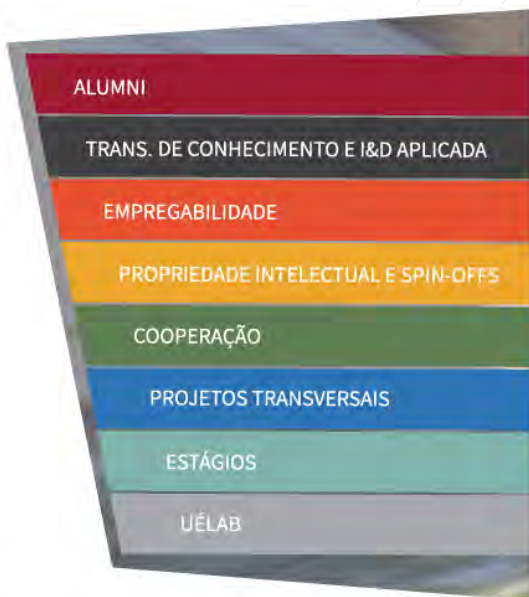 ALUMNI
TRANS. DE CONHECIMENTO E I&D APLICADA
EMPREGABILIDADE
PROPRIEDADE INTELECTUAL E SPIN-OFFS
COOPERAÇÃO
PROJETOS TRANSVERSAIS
ESTÁGIOS
UÉLAB